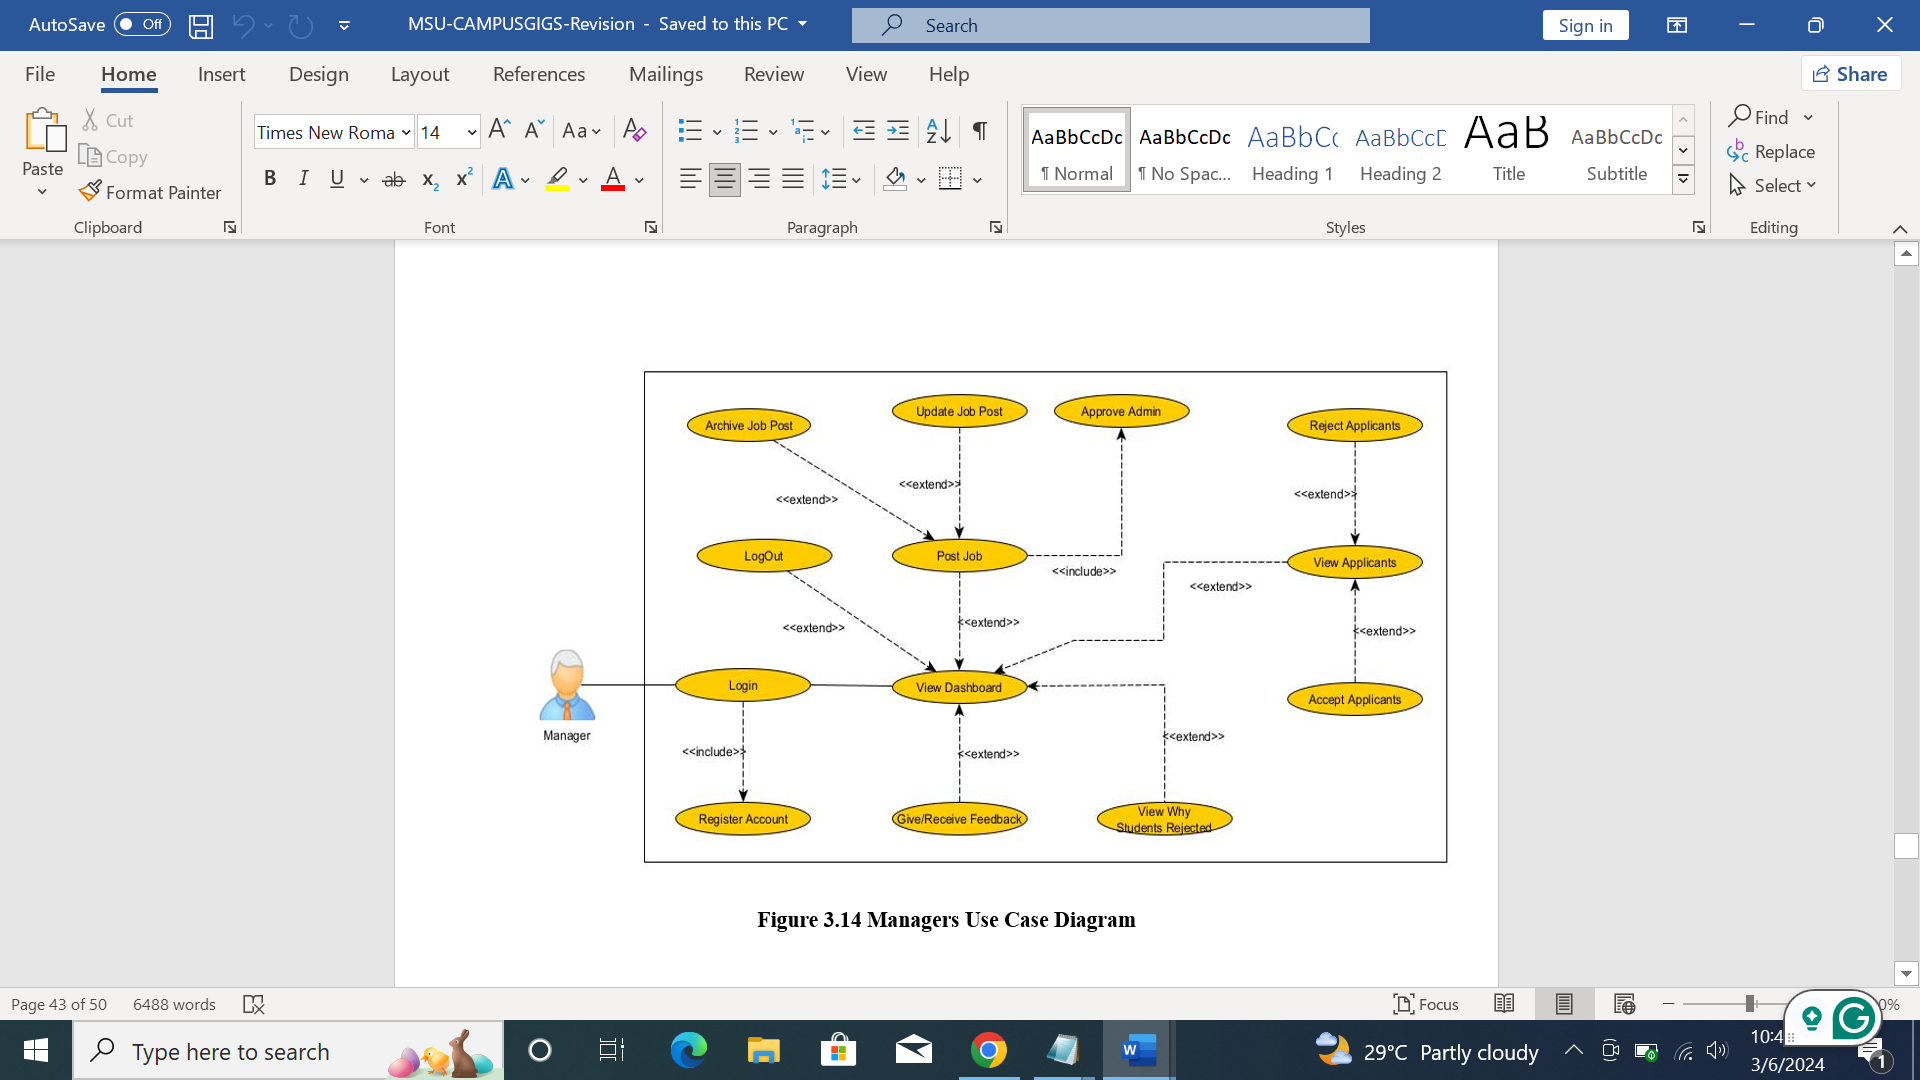 AutoSave Off MSU-CAMPUSGIGS-Revision - Saved to this PC Search Sign in
File Home Insert Design Layout References Mailings Review View Help Share
Paste Cut Copy Format Painter
Clipboard
Times New Roma 14 Aa
B I U ab x2 x2 A A
Font
Paragraph
AaBbCcDc AaBbCcDc AaBbC AaBbCcD AaB AaBbCcDc
¶ Normal ¶ No Spac... Heading 1 Heading 2 Title Subtitle
Styles
Find
Replace
Select
Editing
Archive Job Post
Update Job Post
Approve Admin
Reject Applicants
<<extend>>
<<extend>>
<<extend>>
LogOut
Post Job
<<include>>
View Applicants
<<extend>>
<<extend>>
<<extend>>
<<extend>>
Manager
Login
View Dashboard
Accept Applicants
<<include>>
<<extend>>
<<extend>>
Register Account
Give/Receive Feedback
View Why
Students Rejected
Figure 3.14 Managers Use Case Diagram
Page 43 of 50 6488 words Focus 0%
Type here to search
29°C Partly cloudy
10:4
3/6/2024
1